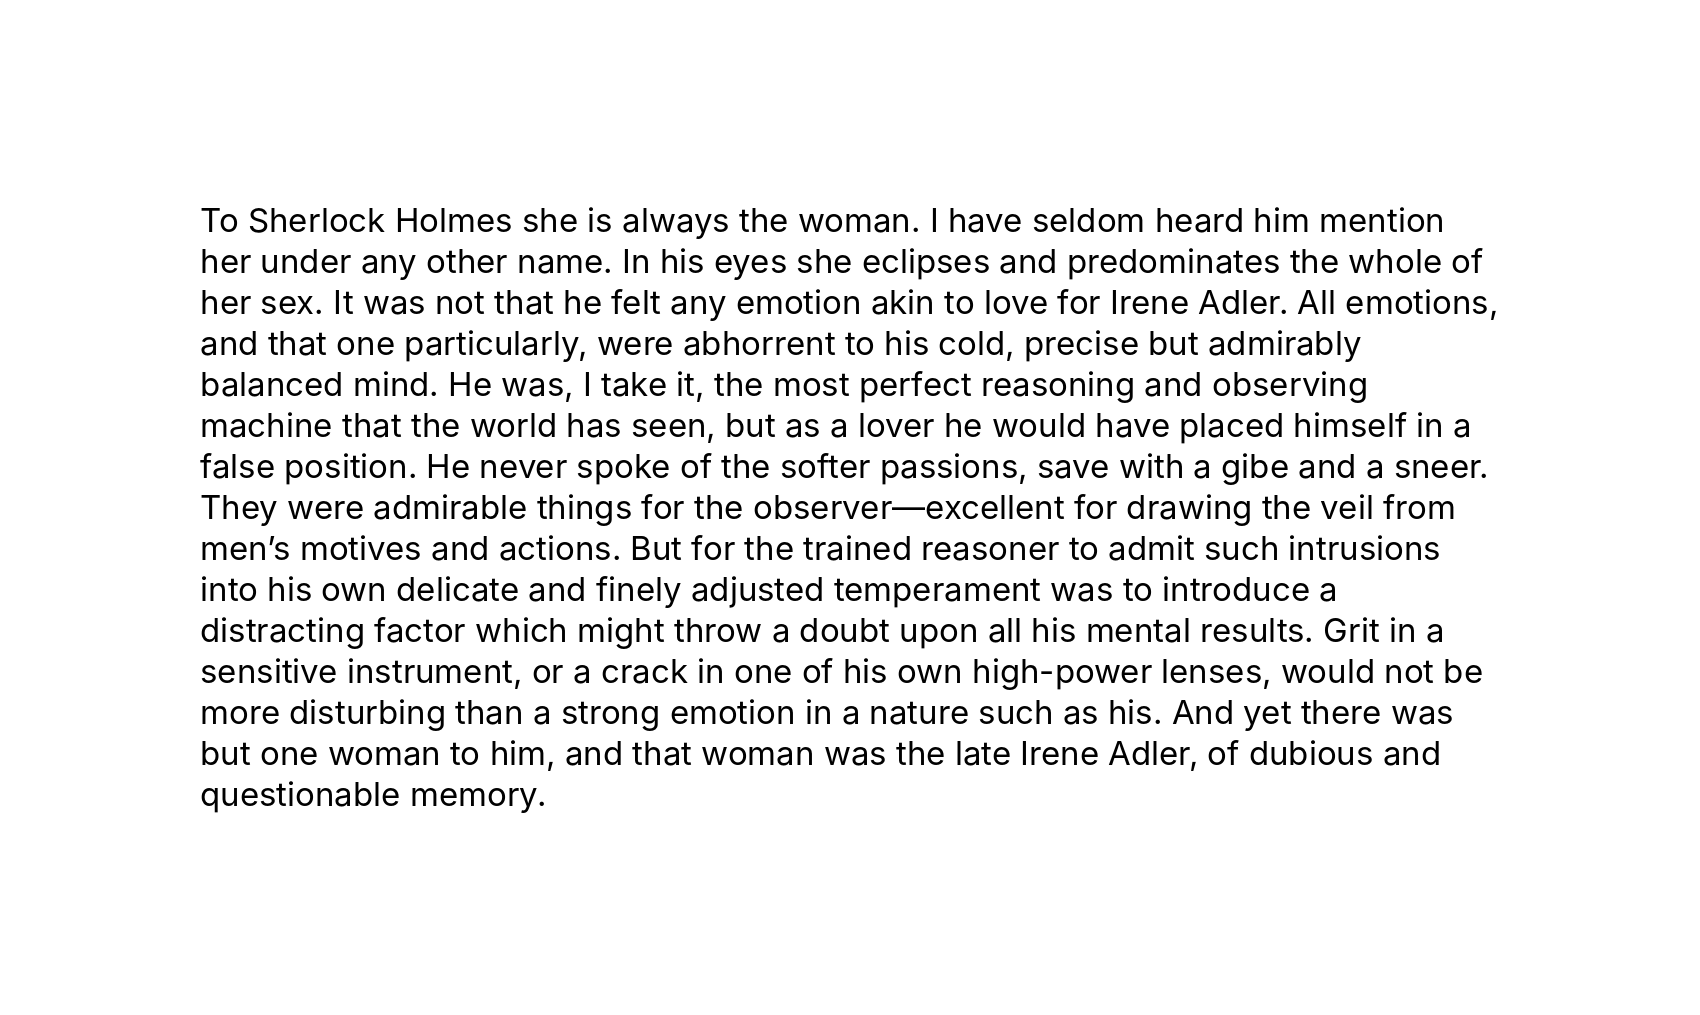 To Sherlock Holmes she is always the woman. I have seldom heard him mention
her under any other name. In his eyes she eclipses and predominates the whole of
her sex. It was not that he felt any emotion akin to love for Irene Adler. All emotions,
and that one particularly, were abhorrent to his cold, precise but admirably
balanced mind. He was, I take it, the most perfect reasoning and observing
machine that the world has seen, but as a lover he would have placed himself in a
false position. He never spoke of the softer passions, save with a gibe and a sneer.
They were admirable things for the observer—excellent for drawing the veil from
men’s motives and actions. But for the trained reasoner to admit such intrusions
into his own delicate and finely adjusted temperament was to introduce a
distracting factor which might throw a doubt upon all his mental results. Grit in a
sensitive instrument, or a crack in one of his own high-power lenses, would not be
more disturbing than a strong emotion in a nature such as his. And yet there was
but one woman to him, and that woman was the late Irene Adler, of dubious and
questionable memory.